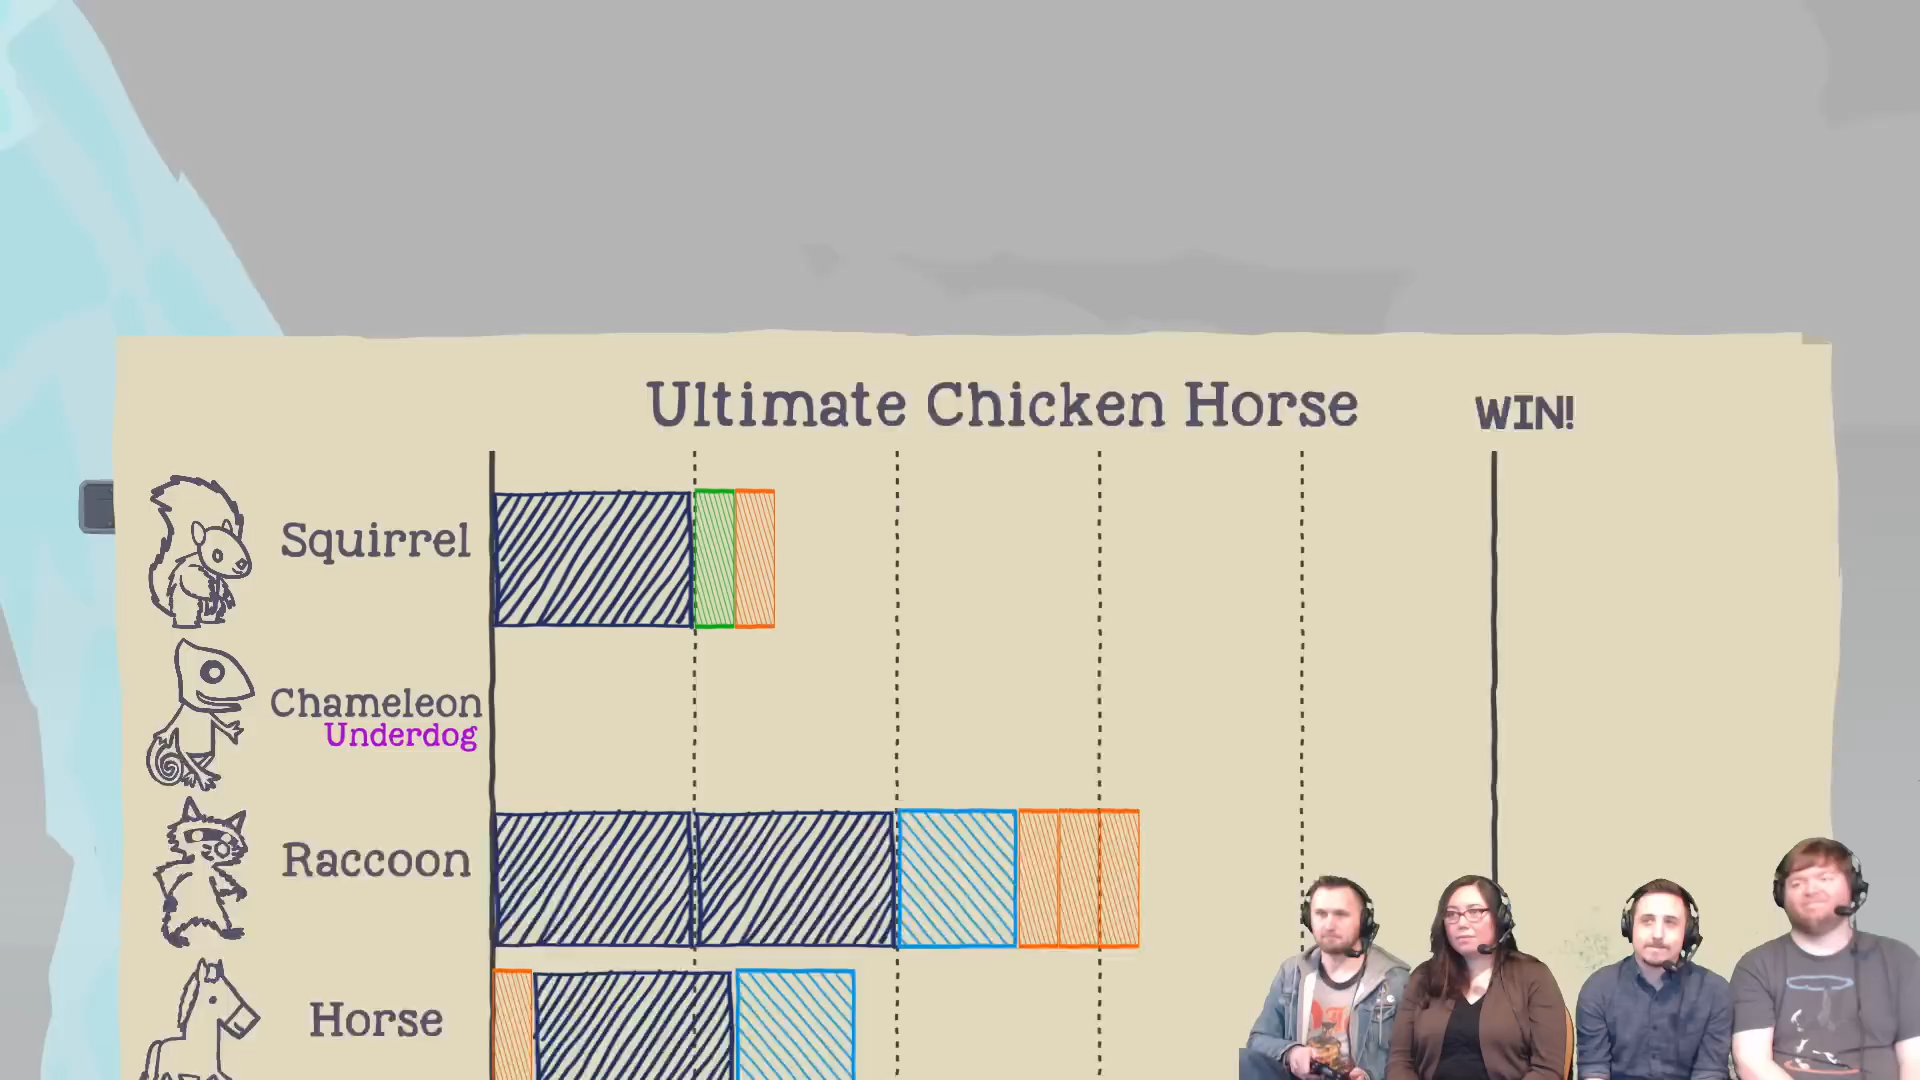 Ultimate Chicken Horse
WIN!
Squirrel
Chameleon
Underdog
Raccoon
Horse